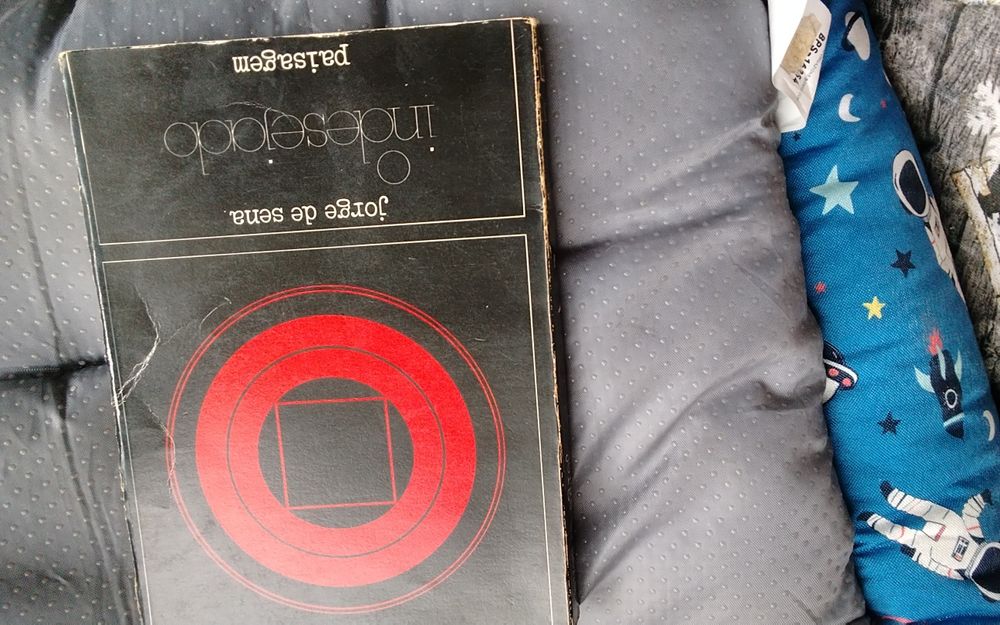 jorge de sena
o
indesejado
paisagem